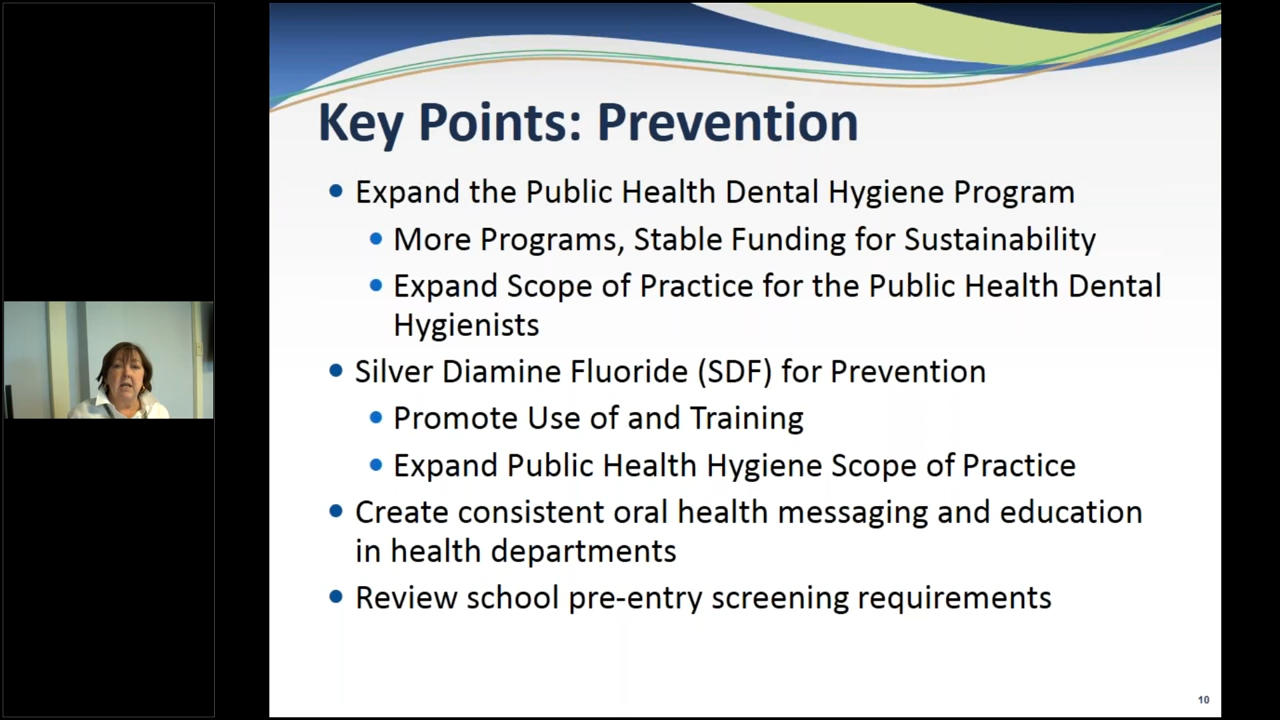 Key Points: Prevention
Expand the Public Health Dental Hygiene Program
More Programs, Stable Funding for Sustainability
Expand Scope of Practice for the Public Health Dental
Hygienists
Silver Diamine Fluoride (SDF) for Prevention
Promote Use of and Training
Expand Public Health Hygiene Scope of Practice
Create consistent oral health messaging and education
in health departments
Review school pre-entry screening requirements
10